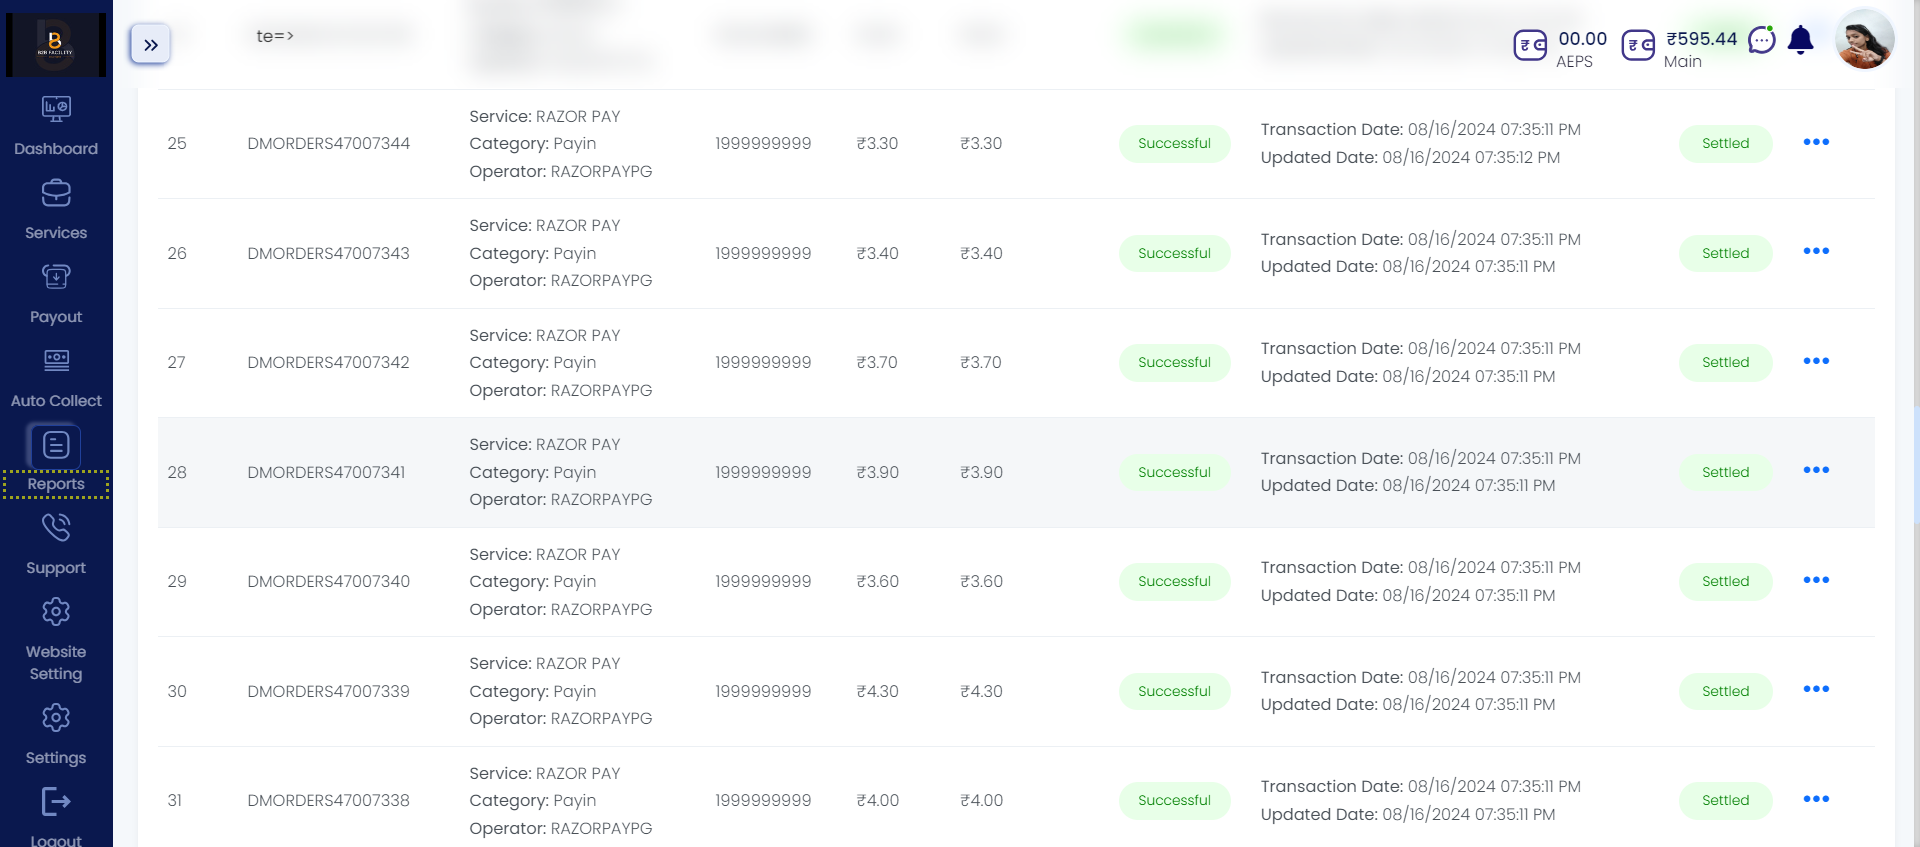 B2B FACILITY
te=>
00.00
AEPS
₹595.44
Main
Dashboard
Services
Payout
Auto Collect
Reports
Support
Website
Setting
Settings
Logout
25 DMORDERS47007344 Service: RAZOR PAY Category: Payin Operator: RAZORPAYPG 1999999999 ₹3.30 ₹3.30 Successful Transaction Date: 08/16/2024 07:35:11 PM Updated Date: 08/16/2024 07:35:12 PM Settled
26 DMORDERS47007343 Service: RAZOR PAY Category: Payin Operator: RAZORPAYPG 1999999999 ₹3.40 ₹3.40 Successful Transaction Date: 08/16/2024 07:35:11 PM Updated Date: 08/16/2024 07:35:11 PM Settled
27 DMORDERS47007342 Service: RAZOR PAY Category: Payin Operator: RAZORPAYPG 1999999999 ₹3.70 ₹3.70 Successful Transaction Date: 08/16/2024 07:35:11 PM Updated Date: 08/16/2024 07:35:11 PM Settled
28 DMORDERS47007341 Service: RAZOR PAY Category: Payin Operator: RAZORPAYPG 1999999999 ₹3.90 ₹3.90 Successful Transaction Date: 08/16/2024 07:35:11 PM Updated Date: 08/16/2024 07:35:11 PM Settled
29 DMORDERS47007340 Service: RAZOR PAY Category: Payin Operator: RAZORPAYPG 1999999999 ₹3.60 ₹3.60 Successful Transaction Date: 08/16/2024 07:35:11 PM Updated Date: 08/16/2024 07:35:11 PM Settled
30 DMORDERS47007339 Service: RAZOR PAY Category: Payin Operator: RAZORPAYPG 1999999999 ₹4.30 ₹4.30 Successful Transaction Date: 08/16/2024 07:35:11 PM Updated Date: 08/16/2024 07:35:11 PM Settled
31 DMORDERS47007338 Service: RAZOR PAY Category: Payin Operator: RAZORPAYPG 1999999999 ₹4.00 ₹4.00 Successful Transaction Date: 08/16/2024 07:35:11 PM Updated Date: 08/16/2024 07:35:11 PM Settled